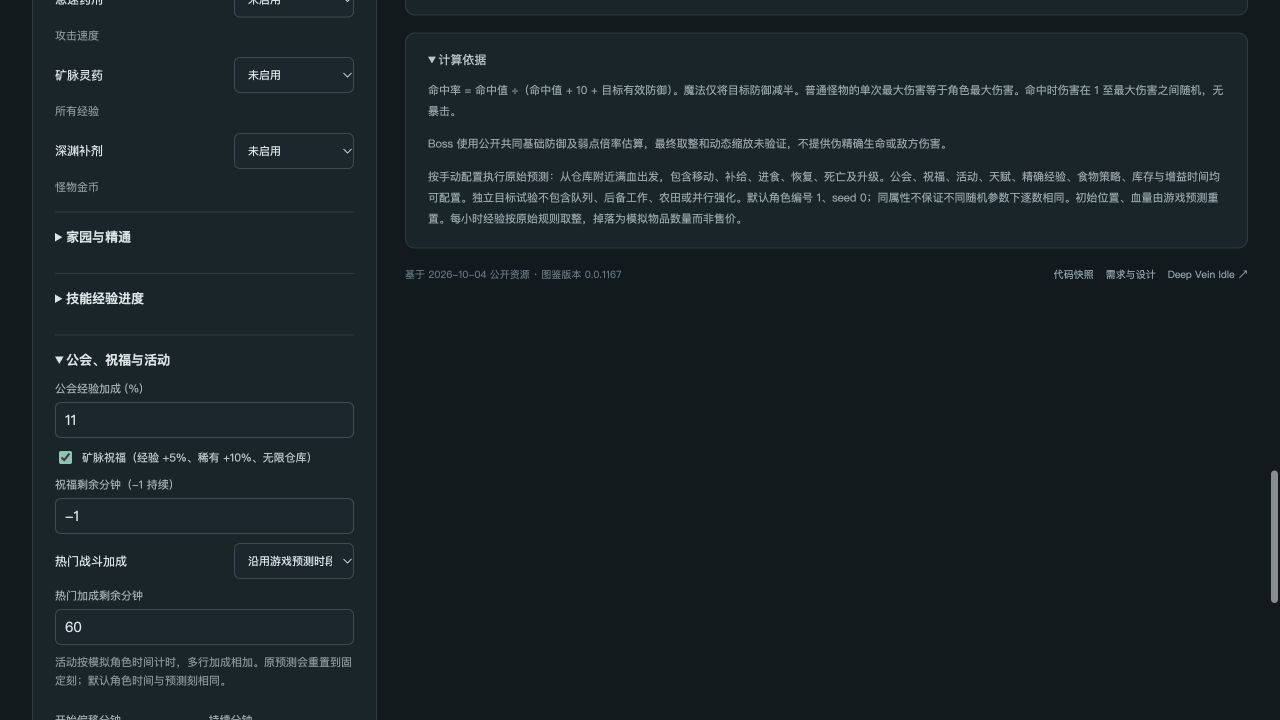 急速药剂
未启用
攻击速度
矿脉灵药
未启用
所有经验
深渊补剂
未启用
怪物金币
家园与精通
技能经验进度
公会、祝福与活动
公会经验加成 (%)
11
矿脉祝福（经验 +5%、稀有 +10%、无限仓库）
祝福剩余分钟（-1 持续）
-1
热门战斗加成
沿用游戏预测时段
热门加成剩余分钟
60
活动按模拟角色时间计时，多行加成相加。原预测会重置到固
定刻；默认角色时间与预测刻相同。
开始偏移分钟
持续分钟
计算依据
命中率 = 命中值 ÷（命中值 + 10 + 目标有效防御）。魔法仅将目标防御减半。普通怪物的单次最大伤害等于角色最大伤害。命中时伤害在 1 至最大伤害之间随机，无
暴击。
Boss 使用公开共同基础防御及弱点倍率估算，最终取整和动态缩放未验证，不提供伪精确生命或敌方伤害。
按手动配置执行原始预测：从仓库附近满血出发，包含移动、补给、进食、恢复、死亡及升级。公会、祝福、活动、天赋、精确经验、食物策略、库存与增益时间均
可配置。独立目标试验不包含队列、后备工作、农田或并行强化。默认角色编号 1、seed 0；同属性不保证不同随机参数下逐数相同。初始位置、血量由游戏预测重
置。每小时经验按原始规则取整，掉落为模拟物品数量而非售价。
基于 2026-10-04 公开资源 · 图鉴版本 0.0.1167
代码快照
需求与设计
Deep Vein Idle ↗